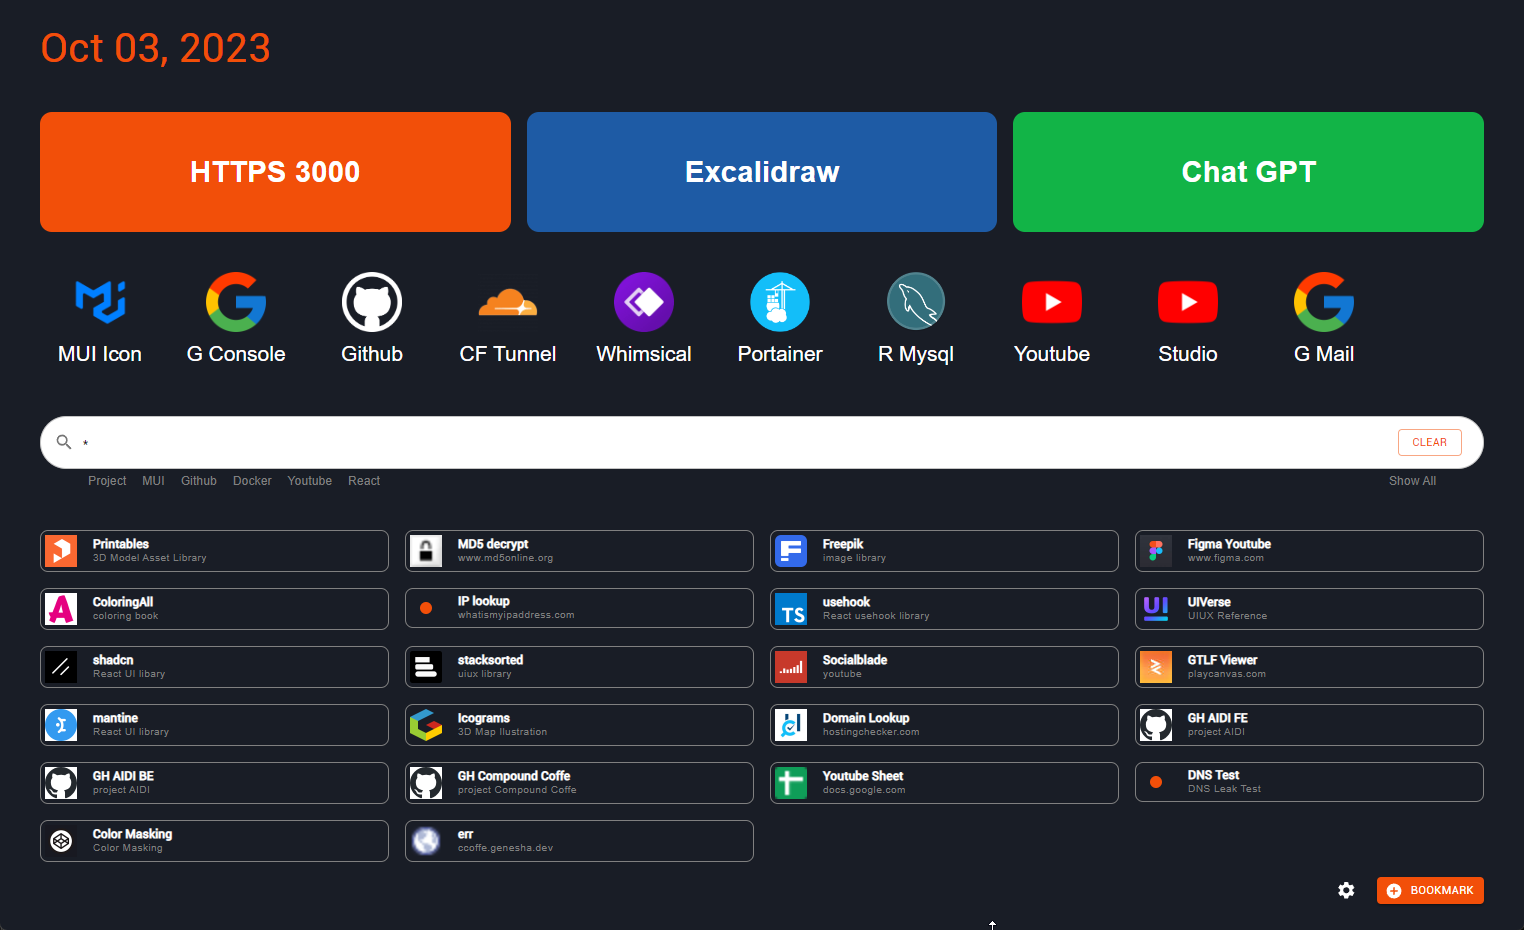 Oct 03, 2023
HTTPS 3000
Excalidraw
Chat GPT
MUI Icon
G Console
Github
CF Tunnel
Whimsical
Portainer
R Mysql
Youtube
Studio
G Mail
*
CLEAR
Project
MUI
Github
Docker
Youtube
React
Show All
Printables
3D Model Asset Library
MD5 decrypt
www.md5online.org
Freepik
image library
Figma Youtube
www.figma.com
ColoringAll
coloring book
IP lookup
whatismyipaddress.com
TS
usehook
React usehook library
UI
UIVerse
UIUX Reference
shadcn
React UI libary
stacksorted
uiux library
Socialblade
youtube
GTLF Viewer
playcanvas.com
mantine
React UI library
Icograms
3D Map Ilustration
Domain Lookup
hostingchecker.com
GH AIDI FE
project AIDI
GH AIDI BE
project AIDI
GH Compound Coffe
project Compound Coffe
Youtube Sheet
docs.google.com
DNS Test
DNS Leak Test
Color Masking
Color Masking
err
ccoffe.genesha.dev
BOOKMARK